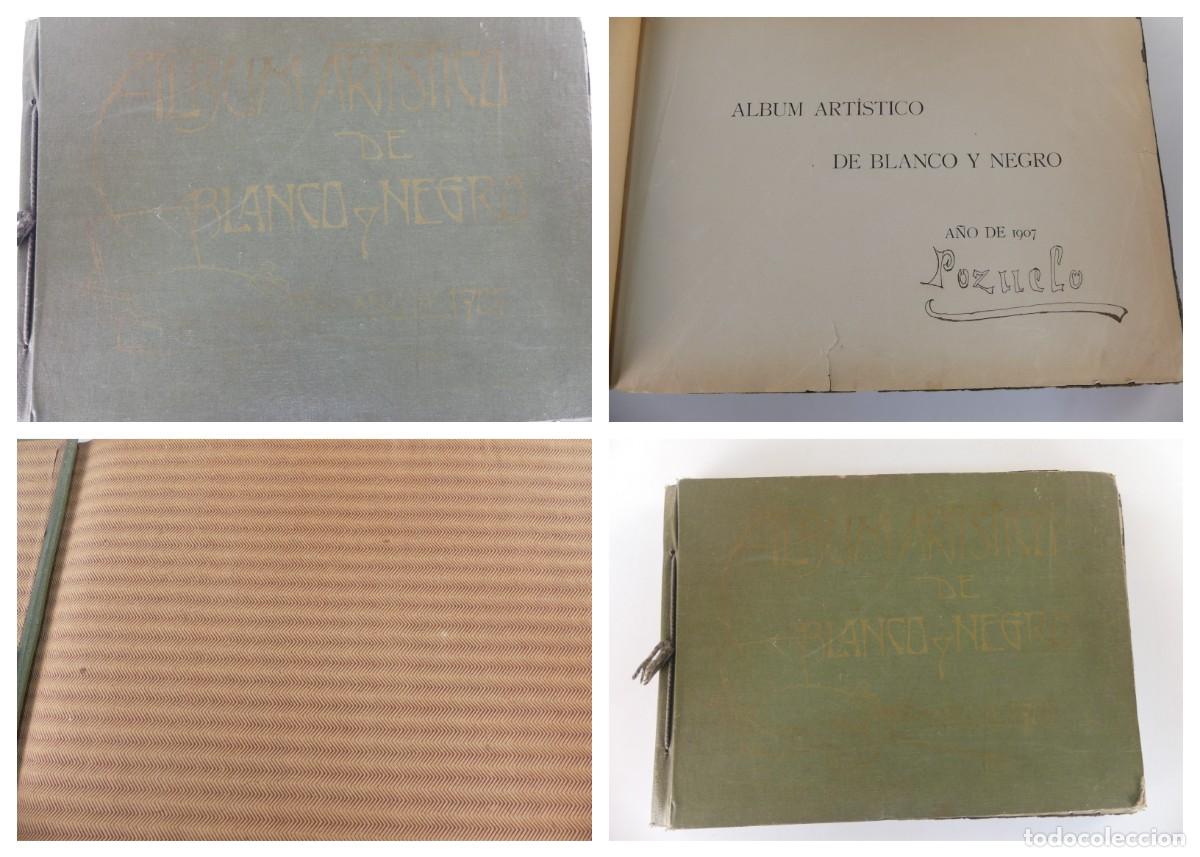 ALBUM ARTISTICO
DE
BLANCO y NEGRO
ALBUM ARTÍSTICO
DE BLANCO Y NEGRO
AÑO DE 1907
Pozuelo
ALBUM ARTISTICO
DE
BLANCO y NEGRO
todocoleccion